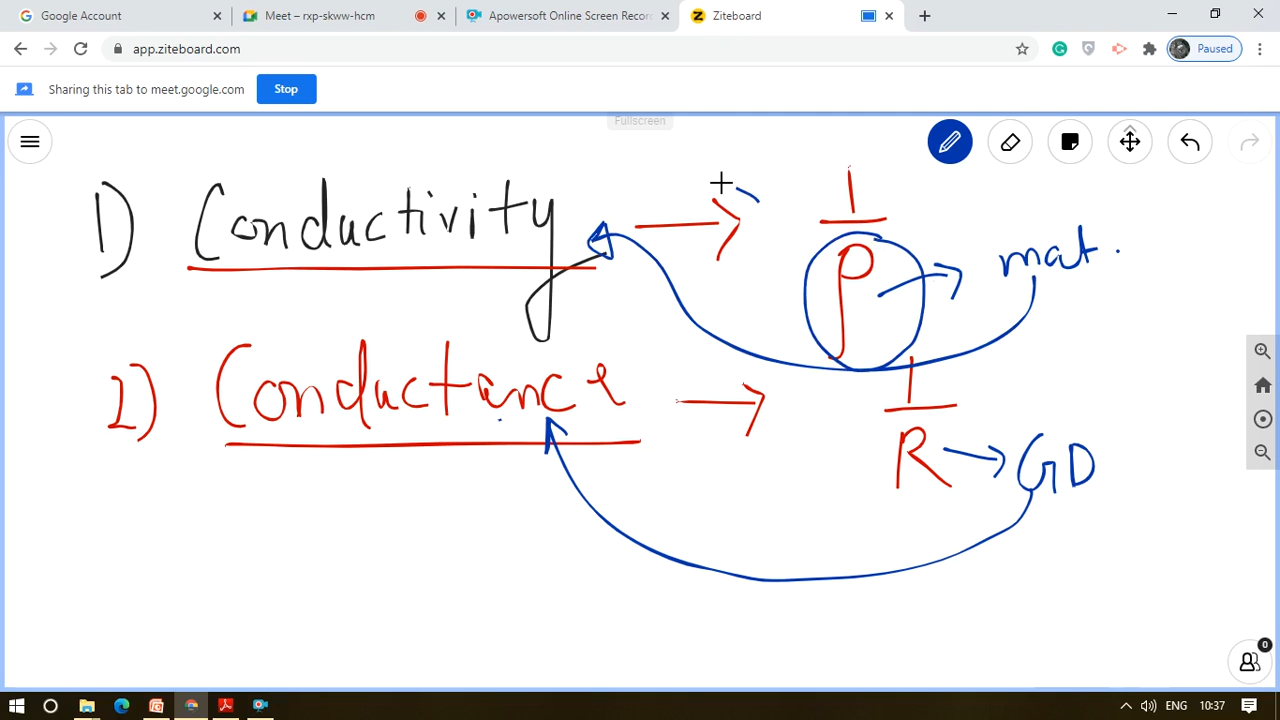 Google Account
Meet – rxp-skww-hcm
Apowersoft Online Screen Recor
Ziteboard
app.ziteboard.com
Paused
Sharing this tab to meet.google.com
Stop
Fullscreen
1) Conductivity → 1/ρ → mat.
2) Conductance → 1/R → GD
0
ENG
10:37